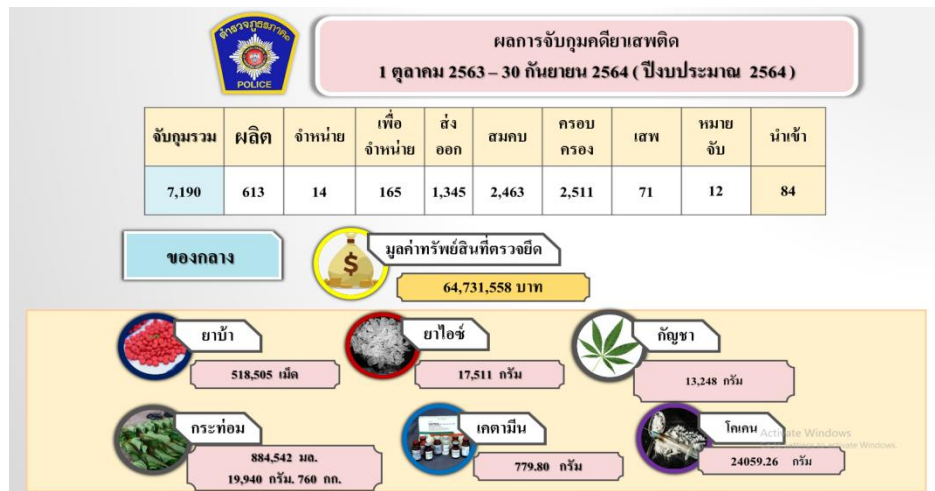 ตำรวจภูธรภาค
POLICE
ผลการจับกุมคดียาเสพติด
1 ตุลาคม 2563 – 30 กันยายน 2564 ( ปีงบประมาณ 2564 )
จับกุมรวม ผลิต จำหน่าย เพื่อจำหน่าย ส่งออก สมคบ ครอบครอง เสพ หมายจับ นำเข้า
7,190 613 14 165 1,345 2,463 2,511 71 12 84
ของกลาง
มูลค่าทรัพย์สินที่ตรวจยึด
64,731,558 บาท
ยาบ้า
518,505 เม็ด
ยาไอซ์
17,511 กรัม
กัญชา
13,248 กรัม
กระท่อม
884,542 มล.
19,940 กรัม. 760 กก.
เคตามีน
779.80 กรัม
โคเคน
24059.26 กรัม
Activate Windows